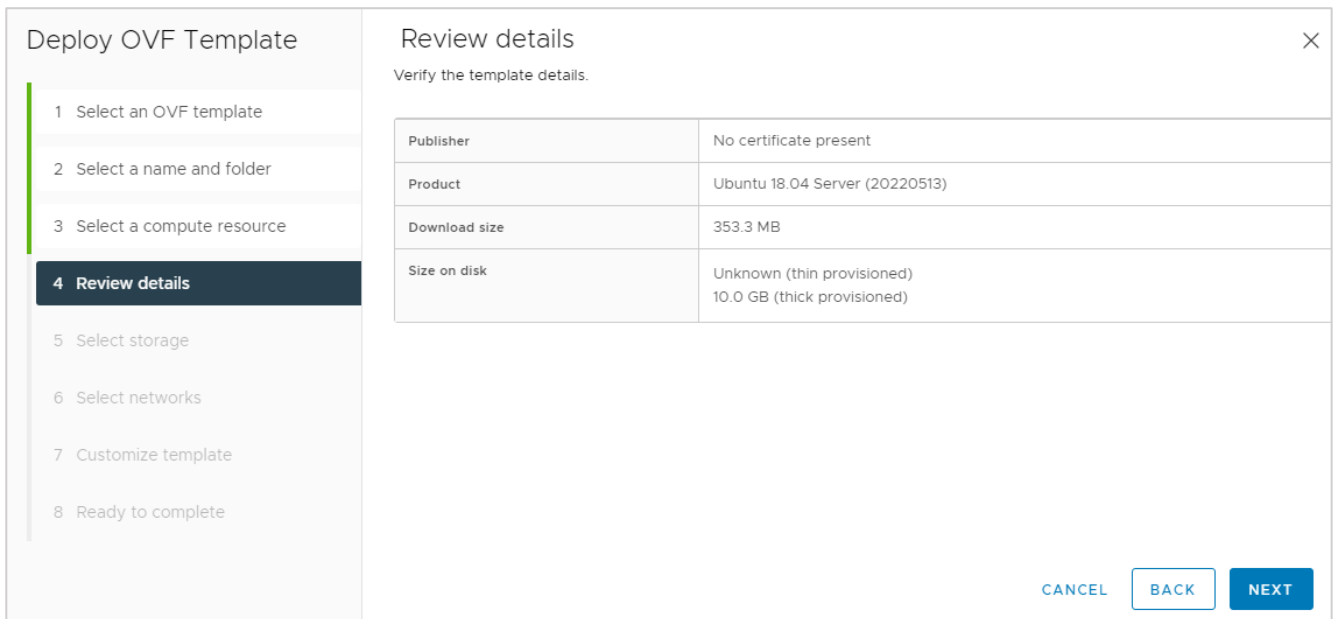 Deploy OVF Template
1 Select an OVF template
2 Select a name and folder
3 Select a compute resource
4 Review details
5 Select storage
6 Select networks
7 Customize template
8 Ready to complete
Review details
Verify the template details.
Publisher No certificate present
Product Ubuntu 18.04 Server (20220513)
Download size 353.3 MB
Size on disk Unknown (thin provisioned)
10.0 GB (thick provisioned)
CANCEL BACK NEXT